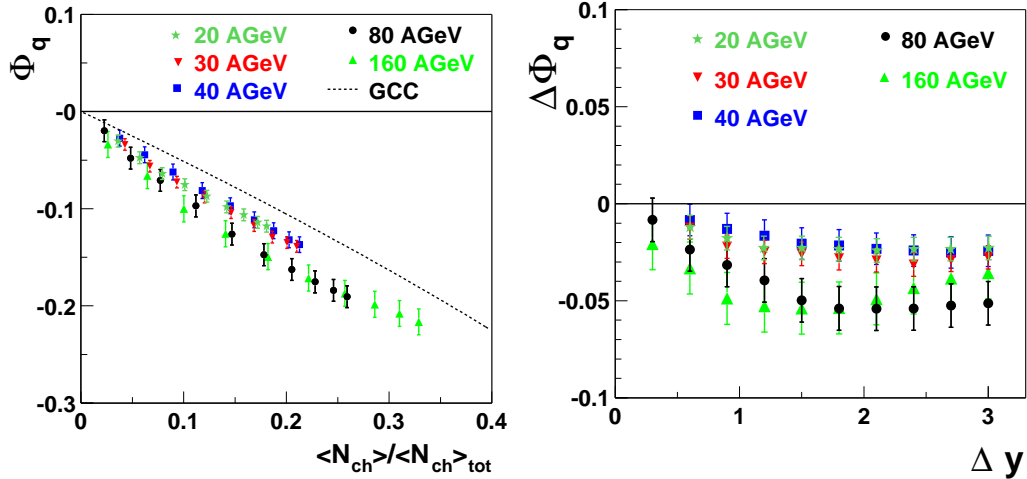 Φq
0.1
-0
-0.1
-0.2
-0.3
20 AGeV
80 AGeV
30 AGeV
160 AGeV
40 AGeV
GCC
0
0.1
0.2
0.3
0.4
<Nch>/<Nch>tot
ΔΦq
0.1
0.05
0
-0.05
-0.1
20 AGeV
80 AGeV
30 AGeV
160 AGeV
40 AGeV
0
1
2
3
Δ y